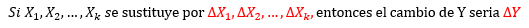 Si X₁, X₂, … , Xₖ se sustituye por ΔX₁, ΔX₂, … , ΔXₖ, entonces el cambio de Y seria ΔY